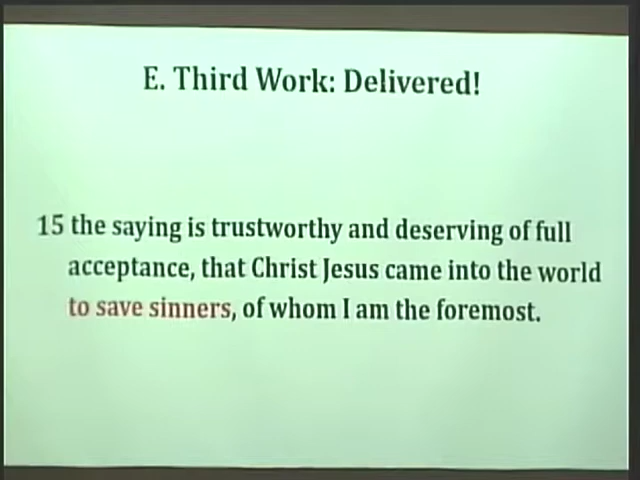 E. Third Work: Delivered!
15 the saying is trustworthy and deserving of full
acceptance, that Christ Jesus came into the world
to save sinners, of whom I am the foremost.